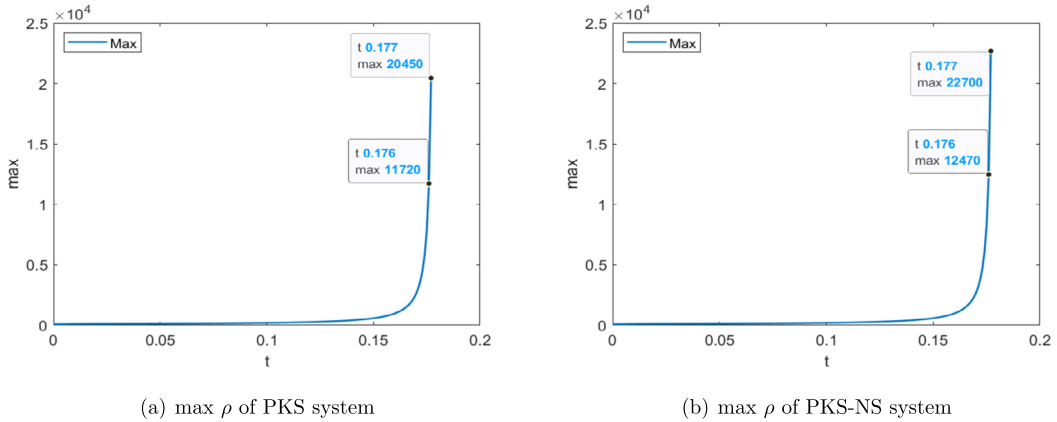 ×10⁴
2.5
2
1.5
1
0.5
0
max
Max
t 0.177
max 20450
t 0.176
max 11720
0 0.05 0.1 0.15 0.2
t
(a) max ρ of PKS system
×10⁴
2.5
2
1.5
1
0.5
0
max
Max
t 0.177
max 22700
t 0.176
max 12470
0 0.05 0.1 0.15 0.2
t
(b) max ρ of PKS-NS system